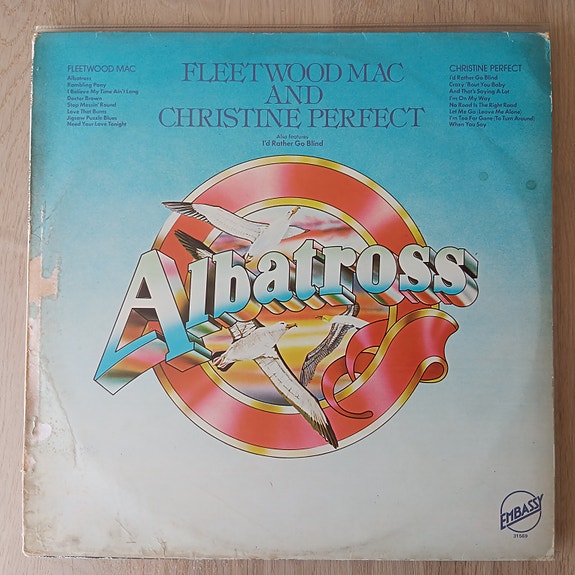 FLEETWOOD MAC
Albatross
Rambling Pony
I Believe My Time Ain't Long
Doctor Brown
Stop Messin' Round
Love That Burns
Jigsaw Puzzle Blues
Need Your Love Tonight
FLEETWOOD MAC
AND
CHRISTINE PERFECT
Also features
I'd Rather Go Blind
CHRISTINE PERFECT
I'd Rather Go Blind
Crazy 'Bout You Baby
And That's Saying A Lot
I'm On My Way
No Road Is The Right Road
Let Me Go (Leave Me Alone)
I'm Too Far Gone (To Turn Around)
When You Say
Albatross
EMBASSY
31569